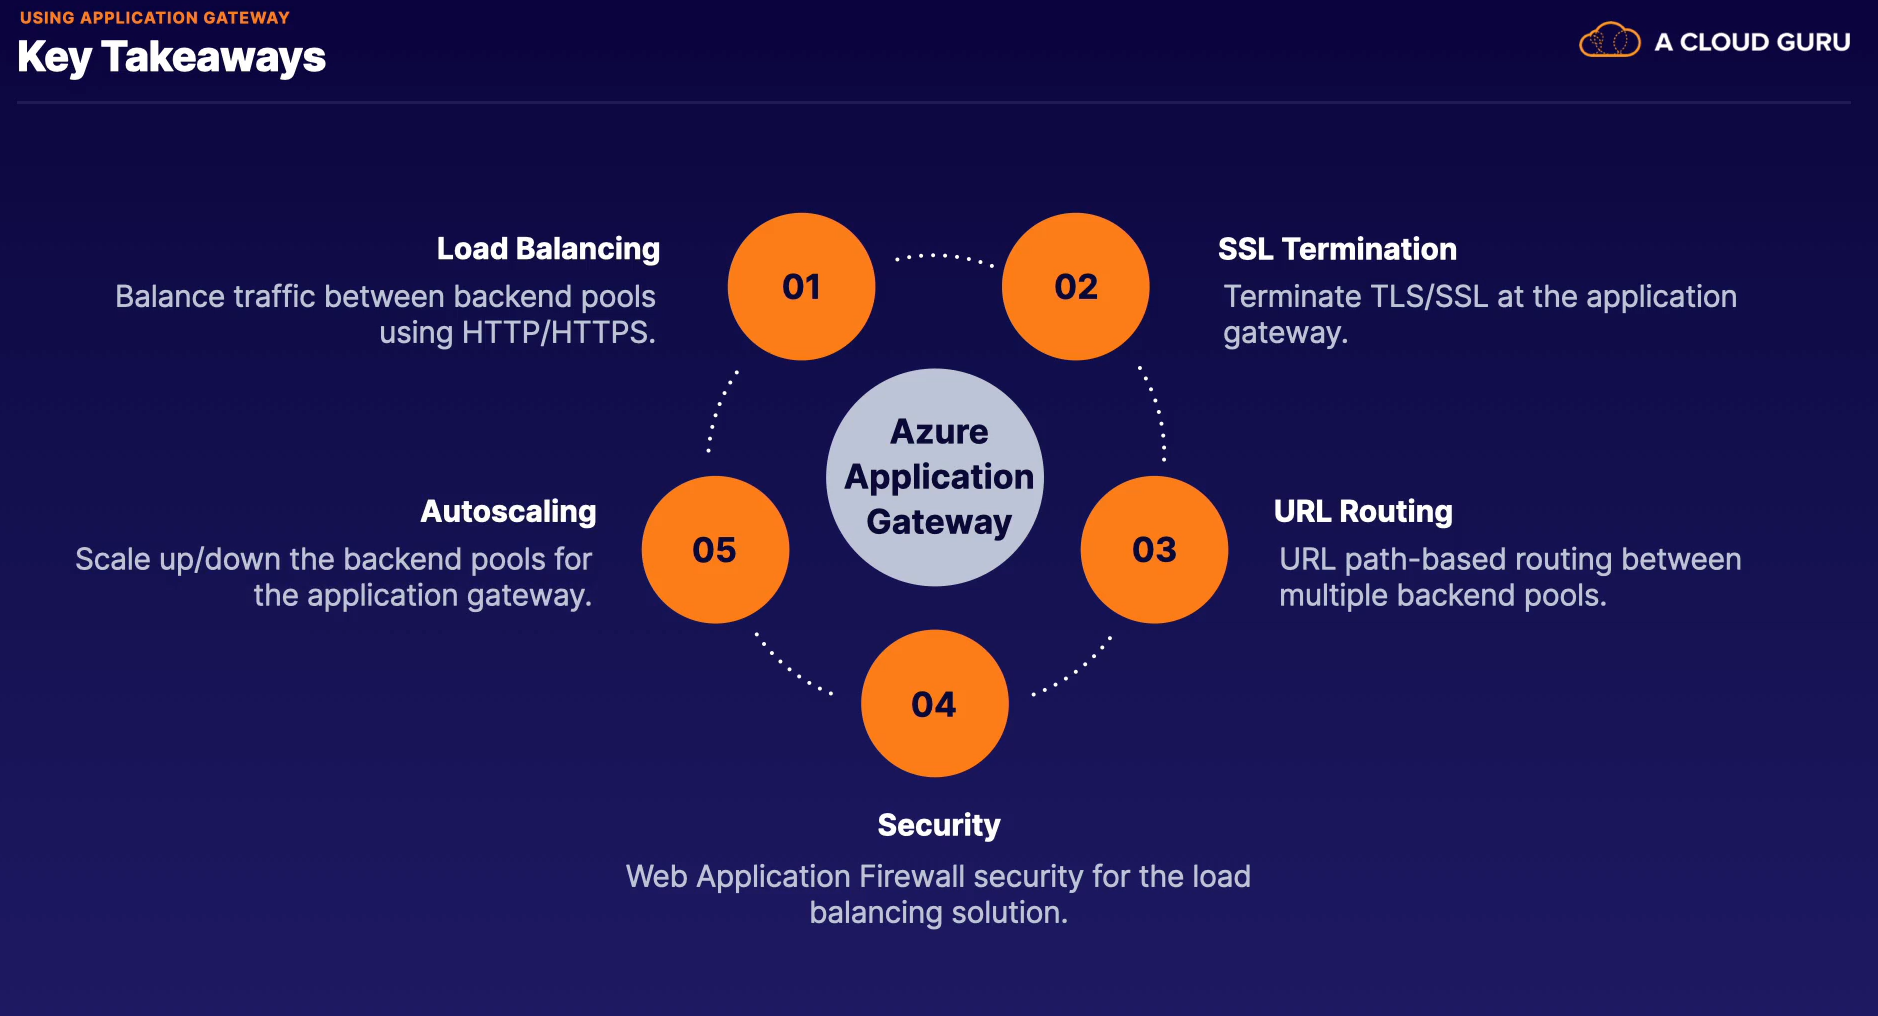 USING APPLICATION GATEWAY
Key Takeaways
A CLOUD GURU
01
Load Balancing
Balance traffic between backend pools
using HTTP/HTTPS.
02
SSL Termination
Terminate TLS/SSL at the application
gateway.
Azure
Application
Gateway
03
URL Routing
URL path-based routing between
multiple backend pools.
04
Security
Web Application Firewall security for the load
balancing solution.
05
Autoscaling
Scale up/down the backend pools for
the application gateway.